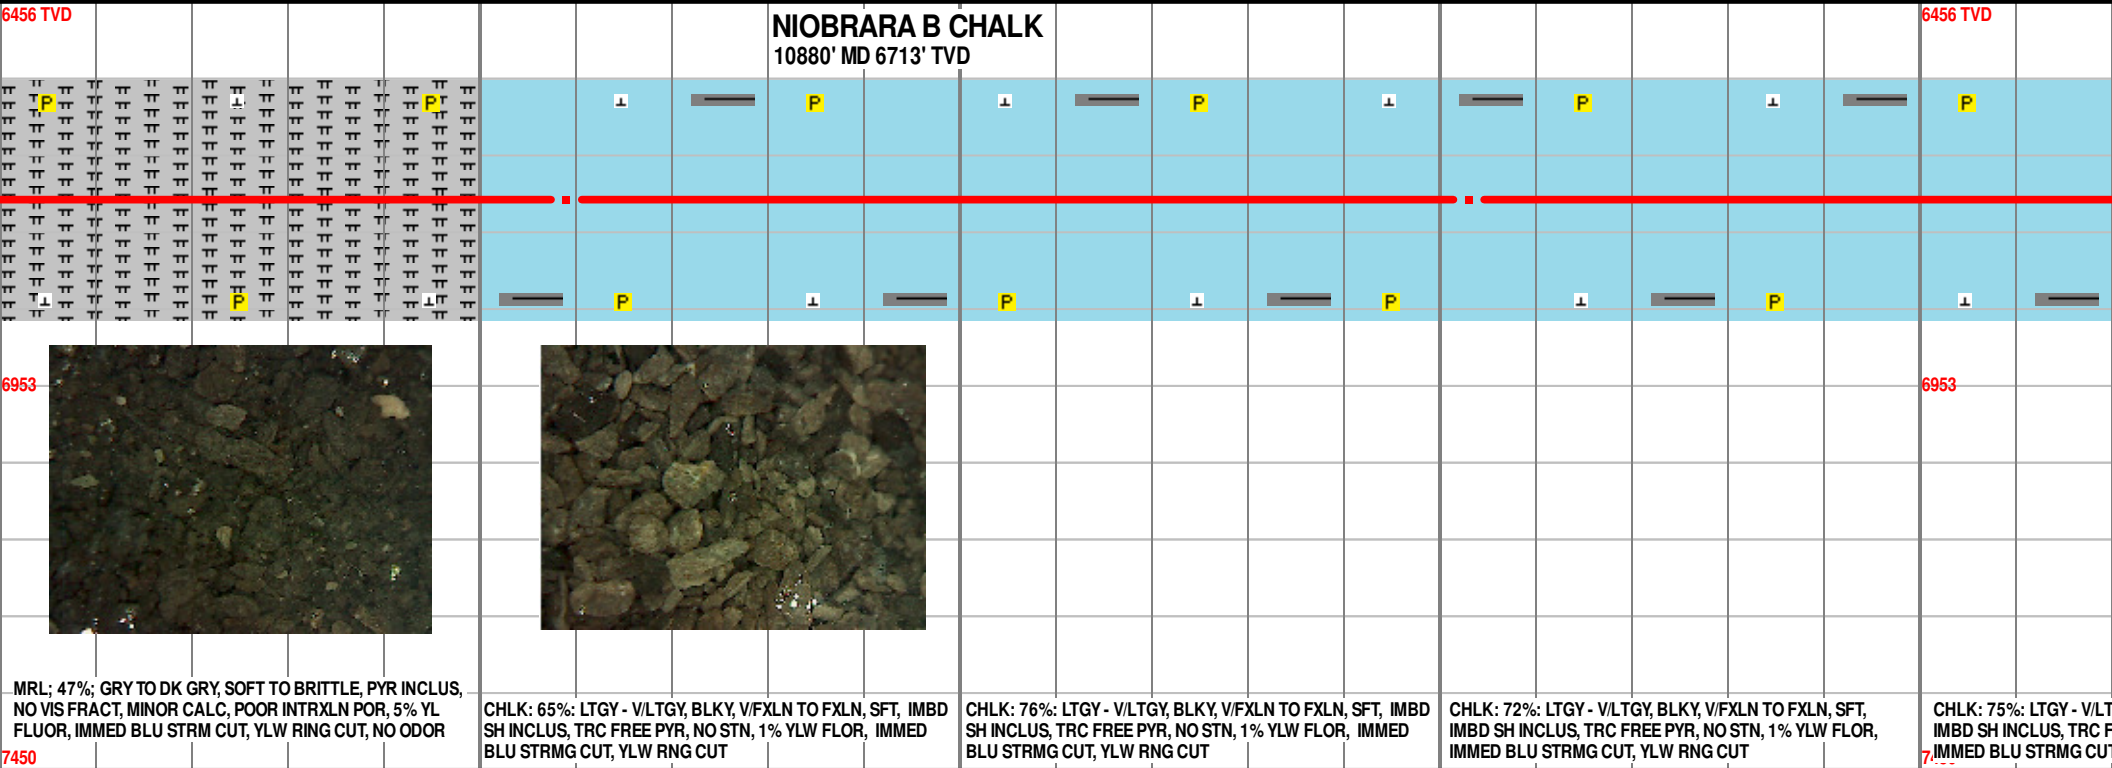 6456 TVD
NIOBRARA B CHALK
10880' MD 6713' TVD
6456 TVD
P
P
P
P
P
P
P
P
P
P
P
P
6953
6953
MRL; 47%; GRY TO DK GRY, SOFT TO BRITTLE, PYR INCLUS,
NO VIS FRACT, MINOR CALC, POOR INTRXLN POR, 5% YL
FLUOR, IMMED BLU STRM CUT, YLW RING CUT, NO ODOR
CHLK: 65%: LTGY - V/LTGY, BLKY, V/FXLN TO FXLN, SFT, IMBD
SH INCLUS, TRC FREE PYR, NO STN, 1% YLW FLOR, IMMED
BLU STRMG CUT, YLW RNG CUT
CHLK: 76%: LTGY - V/LTGY, BLKY, V/FXLN TO FXLN, SFT, IMBD
SH INCLUS, TRC FREE PYR, NO STN, 1% YLW FLOR, IMMED
BLU STRMG CUT, YLW RNG CUT
CHLK: 72%: LTGY - V/LTGY, BLKY, V/FXLN TO FXLN, SFT,
IMBD SH INCLUS, TRC FREE PYR, NO STN, 1% YLW FLOR,
IMMED BLU STRMG CUT, YLW RNG CUT
CHLK: 75%: LTGY - V/LT
IMBD SH INCLUS, TRC F
IMMED BLU STRMG CUT
7450